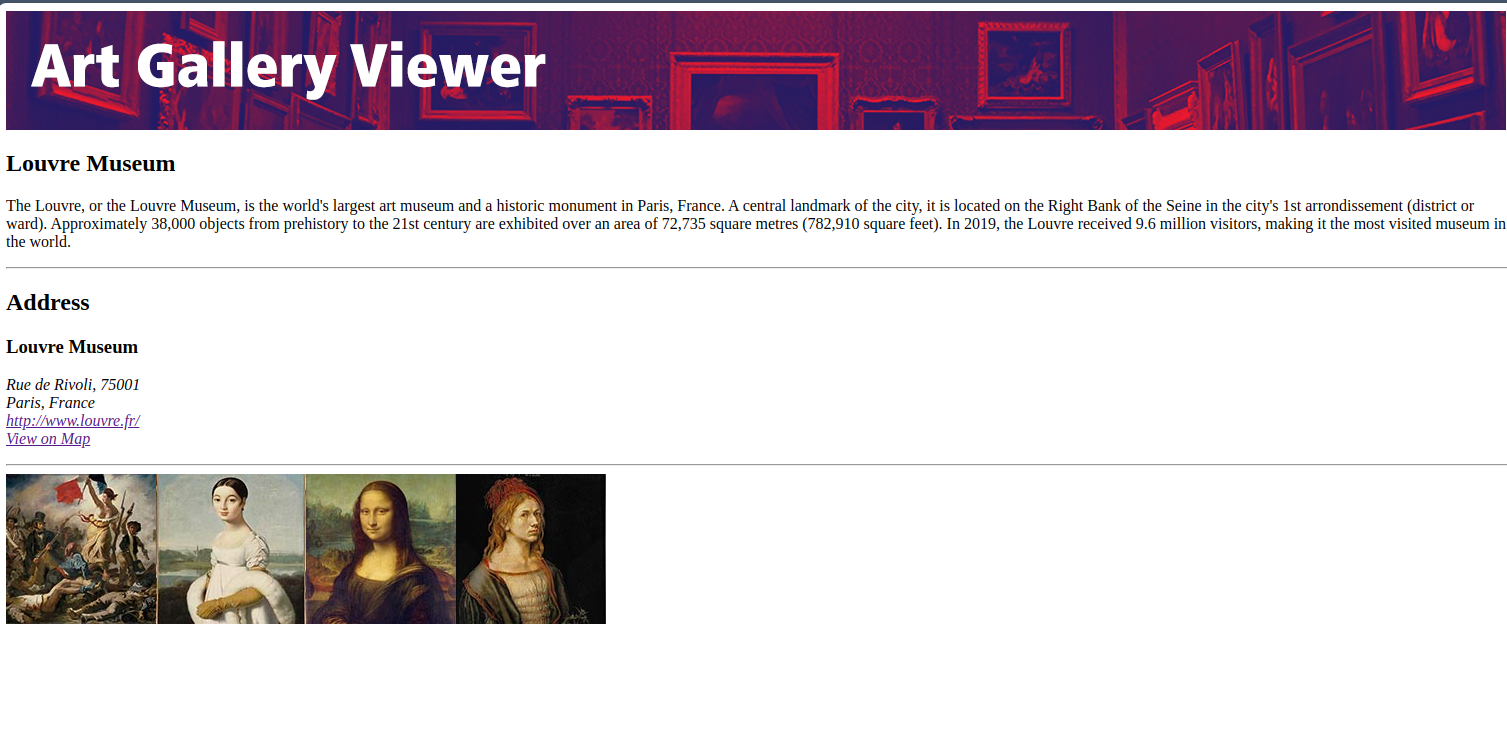 Art Gallery Viewer
Louvre Museum
The Louvre, or the Louvre Museum, is the world's largest art museum and a historic monument in Paris, France. A central landmark of the city, it is located on the Right Bank of the Seine in the city's 1st arrondissement (district or
ward). Approximately 38,000 objects from prehistory to the 21st century are exhibited over an area of 72,735 square metres (782,910 square feet). In 2019, the Louvre received 9.6 million visitors, making it the most visited museum in
the world.
Address
Louvre Museum
Rue de Rivoli, 75001
Paris, France
http://www.louvre.fr/
View on Map